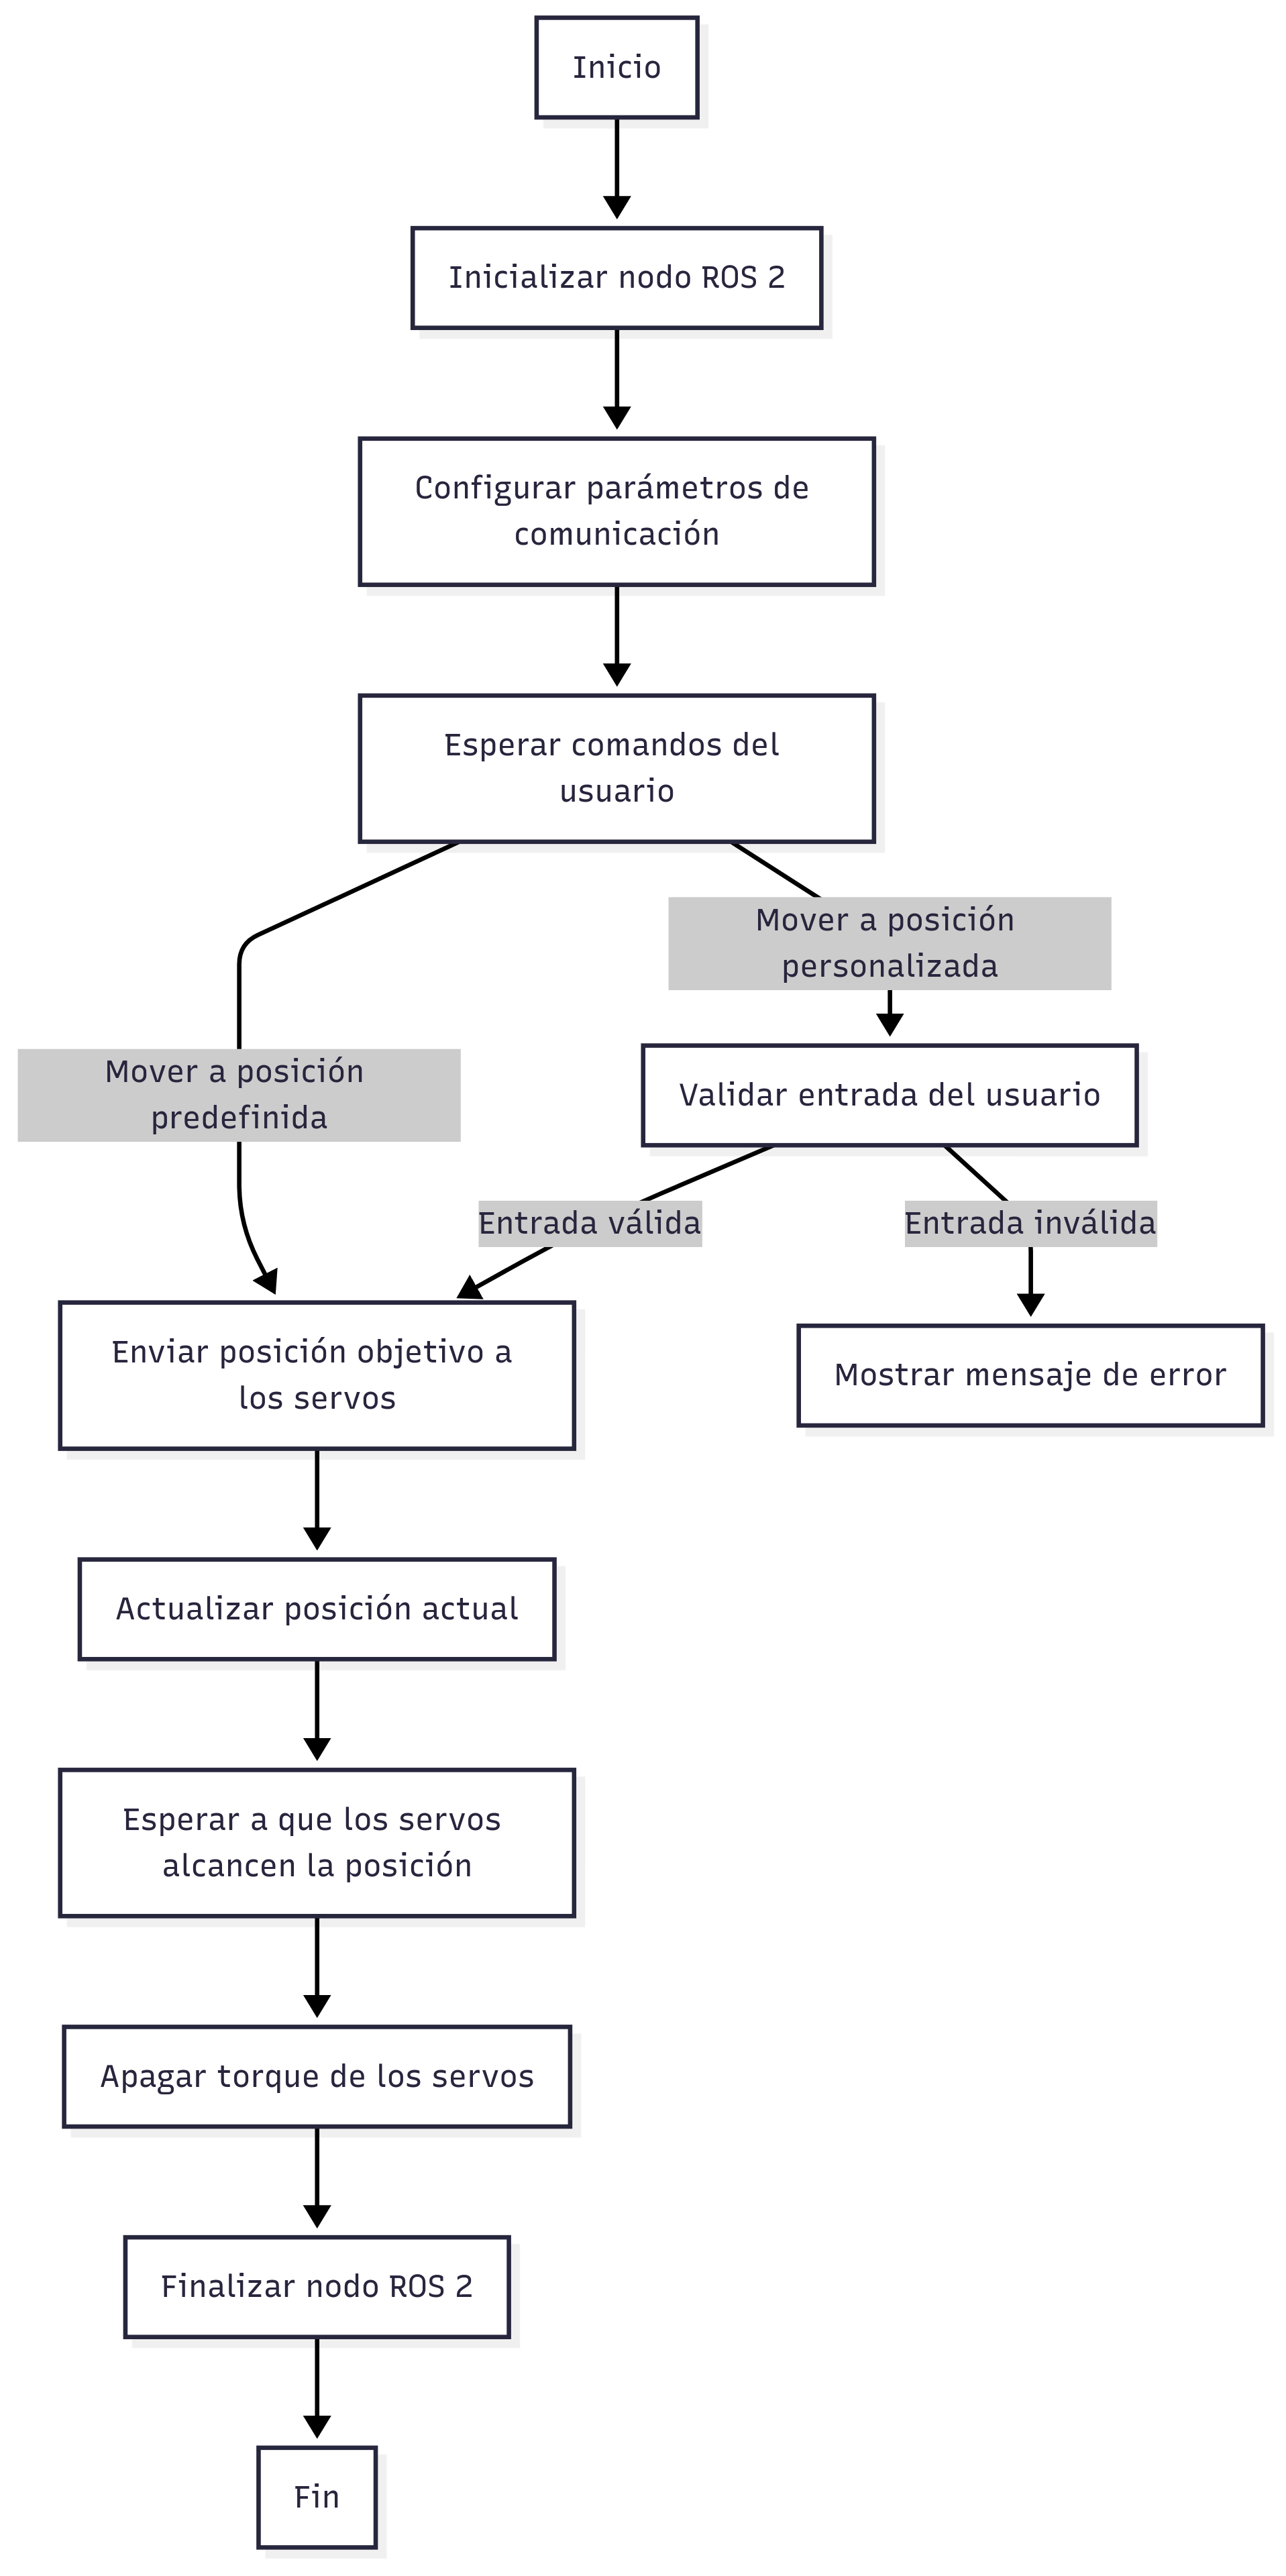 Inicio
Inicializar nodo ROS 2
Configurar parámetros de
comunicación
Esperar comandos del
usuario
Mover a posición
personalizada
Mover a posición
predefinida
Validar entrada del usuario
Entrada válida
Entrada inválida
Enviar posición objetivo a
los servos
Mostrar mensaje de error
Actualizar posición actual
Esperar a que los servos
alcancen la posición
Apagar torque de los servos
Finalizar nodo ROS 2
Fin